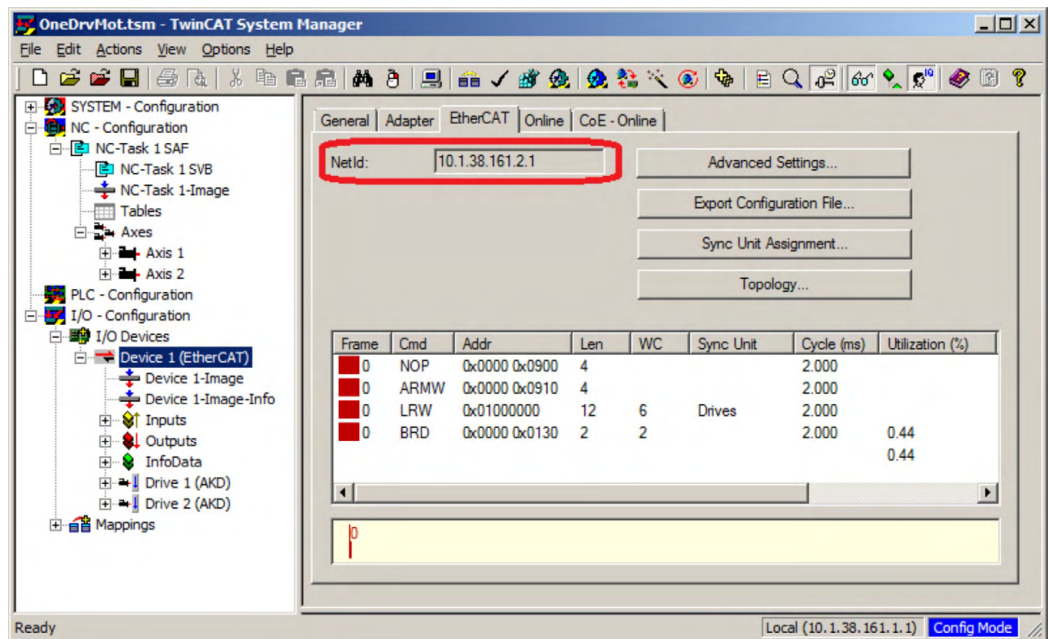 OneDrvMot.tsm - TwinCAT System Manager
File Edit Actions View Options Help
SYSTEM - Configuration
NC - Configuration
NC-Task 1 SAF
NC-Task 1 SVB
NC-Task 1-Image
Tables
Axes
Axis 1
Axis 2
PLC - Configuration
I/O - Configuration
I/O Devices
Device 1 (EtherCAT)
Device 1-Image
Device 1-Image-Info
Inputs
Outputs
InfoData
Drive 1 (AKD)
Drive 2 (AKD)
Mappings
General Adapter EtherCAT Online CoE - Online
NetId: 10.1.38.161.2.1
Advanced Settings...
Export Configuration File...
Sync Unit Assignment...
Topology...
Frame Cmd Addr Len WC Sync Unit Cycle (ms) Utilization (%)
0 NOP 0x0000 0x0900 4 2.000
0 ARMW 0x0000 0x0910 4 2.000
0 LRW 0x01000000 12 6 Drives 2.000
0 BRD 0x0000 0x0130 2 2 2.000 0.44
0.44
0
Ready Local (10.1.38.161.1.1) Config Mode